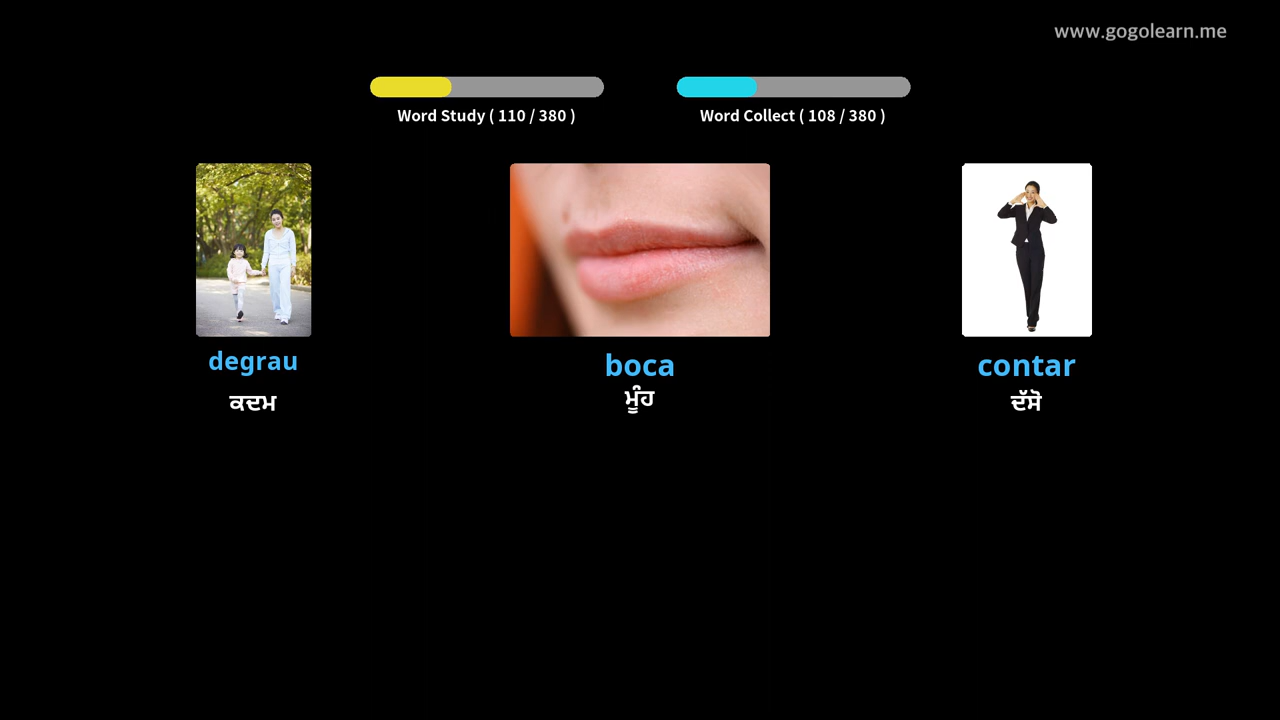 www.gogolearn.me
Word Study ( 110 / 380 )
Word Collect ( 108 / 380 )
degrau
boca
contar
ਕਦਮ
ਮੂੰਹ
ਦੱਸੋ